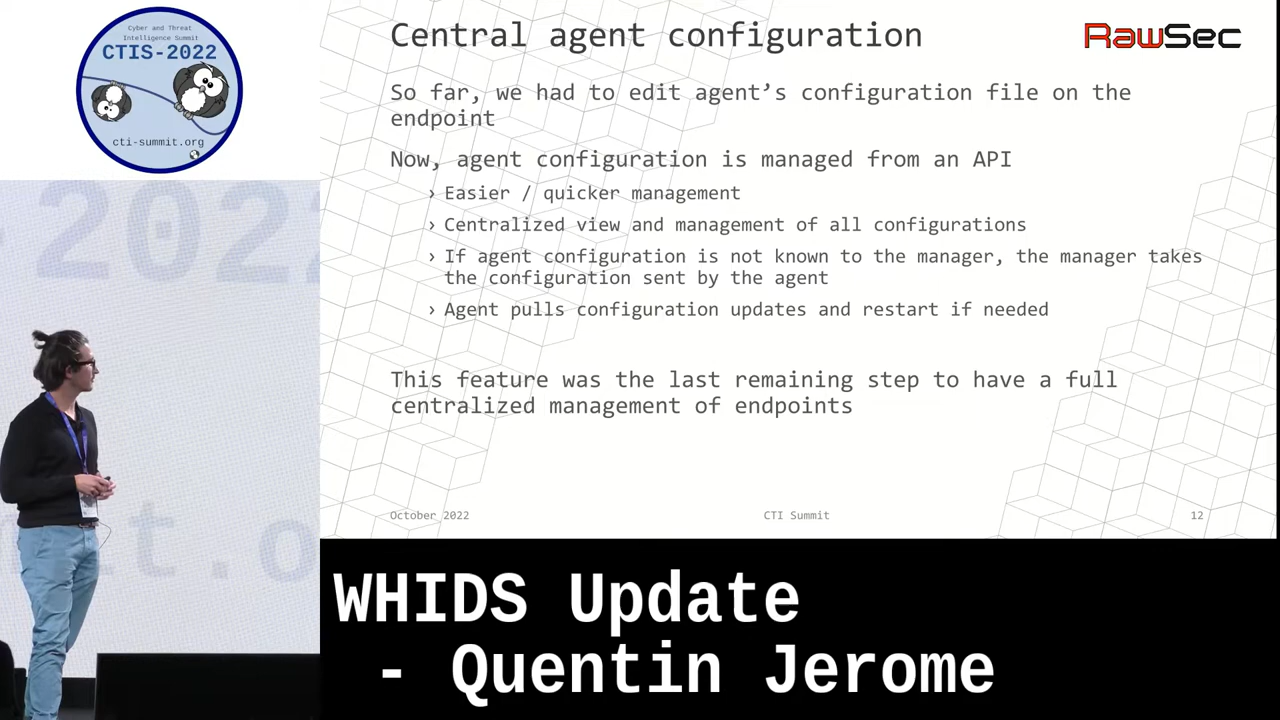 Cyber and Threat
Intelligence Summit
CTIS-2022
cti-summit.org
Central agent configuration
RawSec
So far, we had to edit agent’s configuration file on the
endpoint
Now, agent configuration is managed from an API
› Easier / quicker management
› Centralized view and management of all configurations
› If agent configuration is not known to the manager, the manager takes
the configuration sent by the agent
› Agent pulls configuration updates and restart if needed
This feature was the last remaining step to have a full
centralized management of endpoints
October 2022
CTI Summit
12
-2022
mit.o
WHIDS Update
- Quentin Jerome